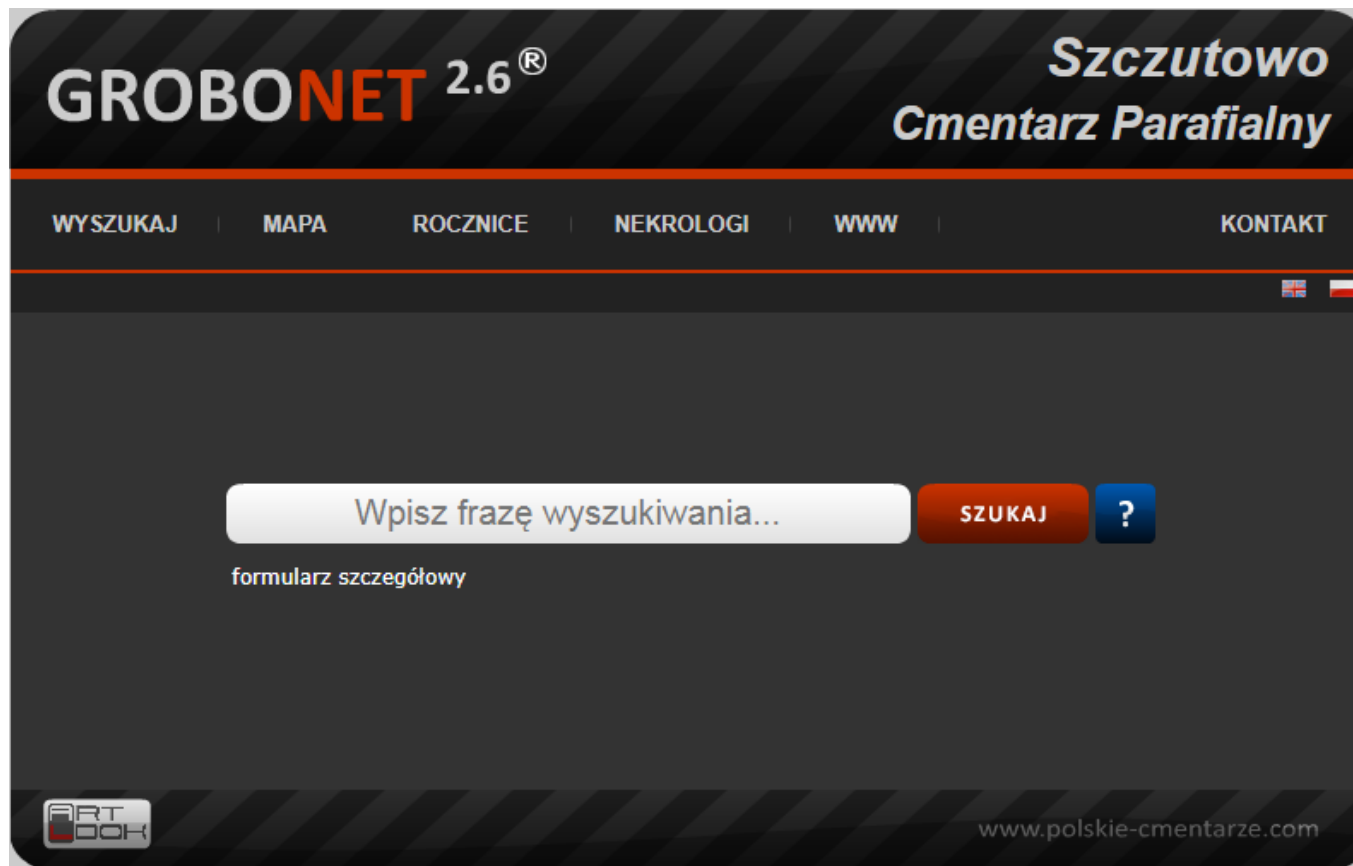 GROBONET 2.6®
Szczutowo
Cmentarz Parafialny
WYSZUKAJ MAPA ROCZNICE NEKROLOGI WWW KONTAKT
Wpisz frazę wyszukiwania... SZUKAJ ?
formularz szczegółowy
ART
LOOK
www.polskie-cmentarze.com